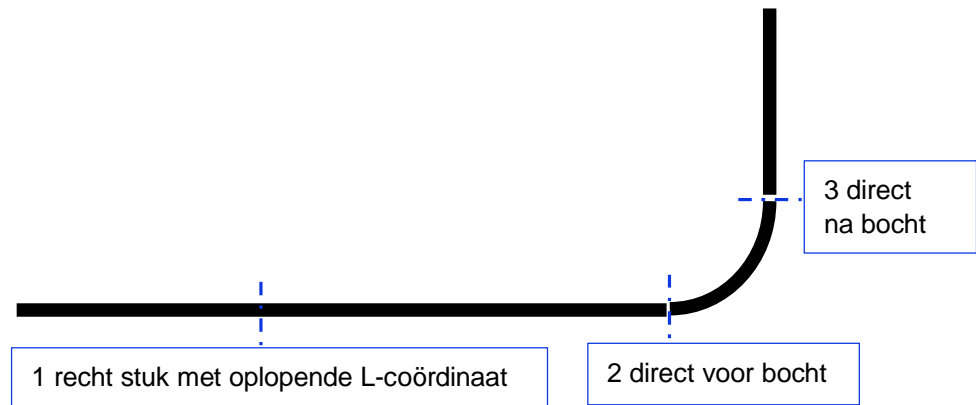 3 direct
na bocht
1 recht stuk met oplopende L-coördinaat
2 direct voor bocht